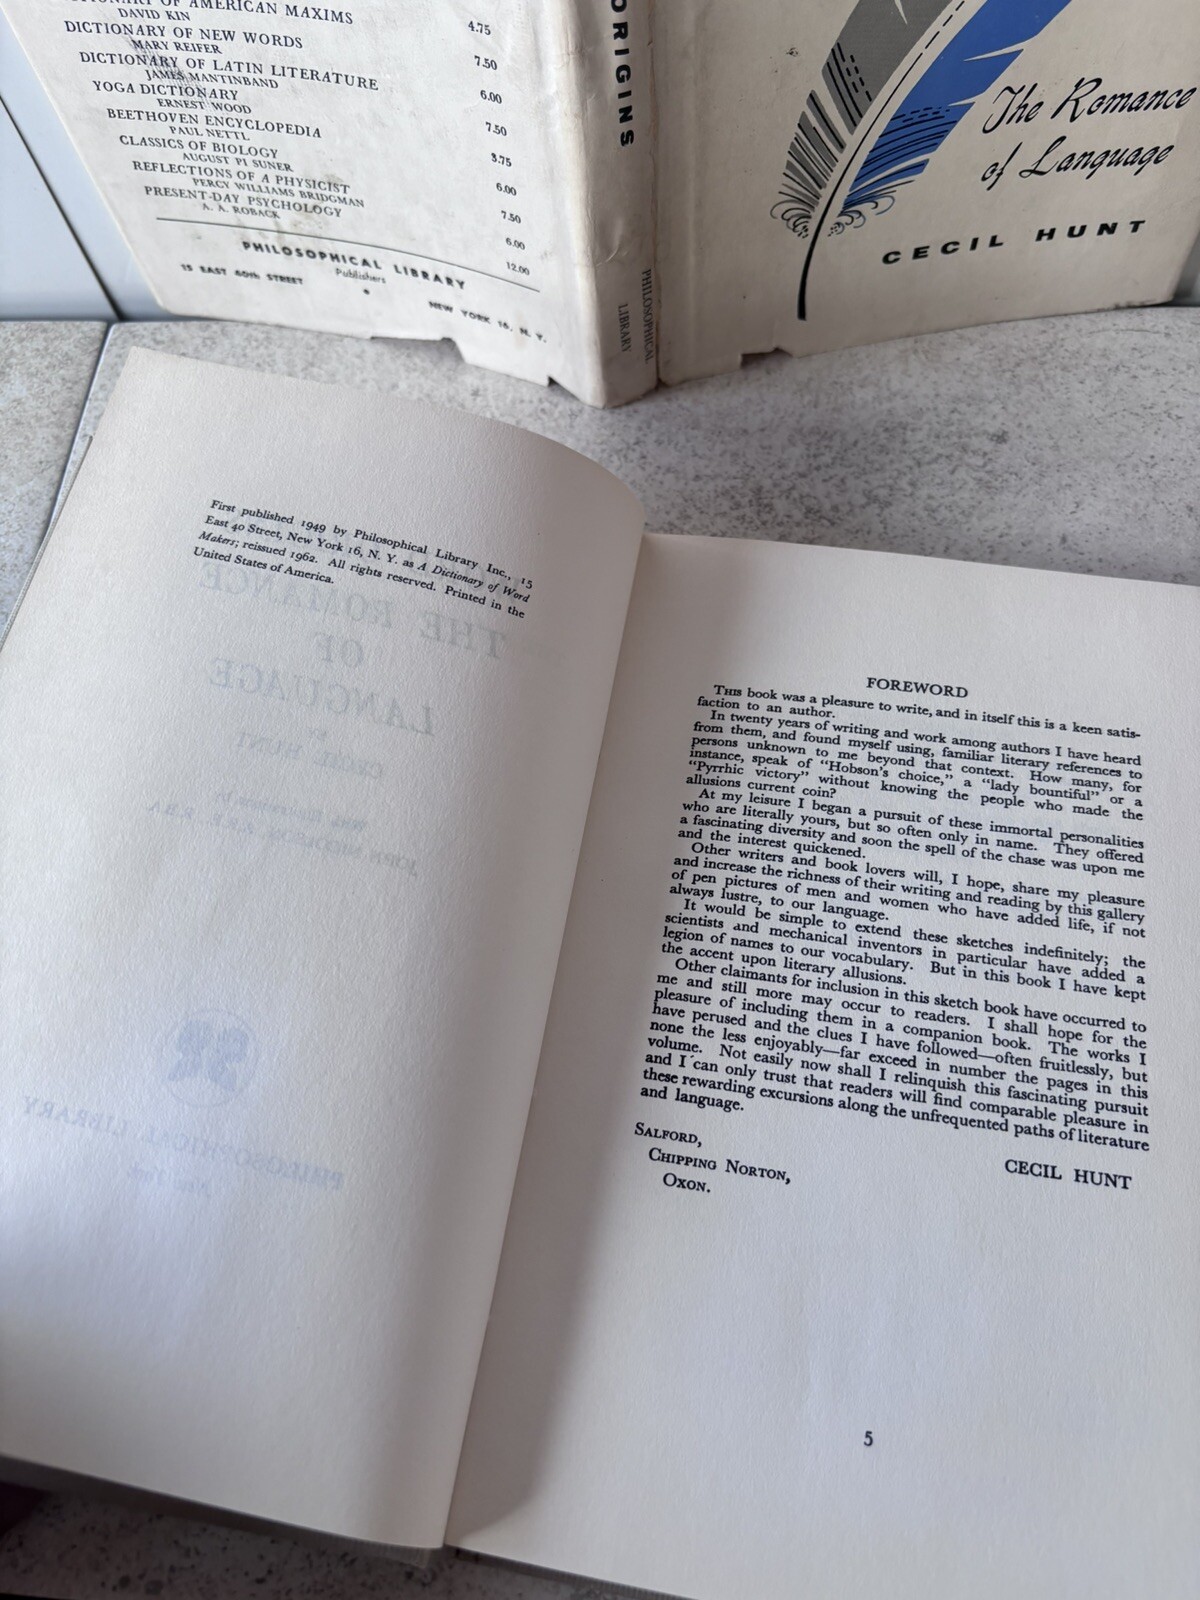 DICTIONARY OF AMERICAN MAXIMS
DAVID KIN 4.75
DICTIONARY OF NEW WORDS
MARY REIFER 7.50
DICTIONARY OF LATIN LITERATURE
JAMES MANTINBAND 6.00
YOGA DICTIONARY
ERNEST WOOD
BEETHOVEN ENCYCLOPEDIA 7.50
PAUL NETTL
CLASSICS OF BIOLOGY 3.75
AUGUST PI SUNER
REFLECTIONS OF A PHYSICIST 6.00
PERCY WILLIAMS BRIDGMAN
PRESENT-DAY PSYCHOLOGY 7.50
A. A. ROBACK
6.00
12.00
PHILOSOPHICAL LIBRARY
Publishers
15 EAST 40th STREET * NEW YORK 16, N. Y.
ORIGINS
PHILOSOPHICAL
LIBRARY
The Romance
of Language
CECIL HUNT
First published 1949 by Philosophical Library Inc., 15
East 40 Street, New York 16, N. Y. as A Dictionary of Word
Makers; reissued 1962. All rights reserved. Printed in the
United States of America.
THE ROMANCE
OF
LANGUAGE
HUNT
PHILOSOPHICAL LIBRARY
New York
FOREWORD
THIS book was a pleasure to write, and in itself this is a keen satis-
faction to an author.
In twenty years of writing and work among authors I have heard
from them, and found myself using, familiar literary references to
persons unknown to me beyond that context. How many, for
instance, speak of "Hobson's choice," a "lady bountiful" or a
"Pyrrhic victory" without knowing the people who made the
allusions current coin?
At my leisure I began a pursuit of these immortal personalities
who are literally yours, but so often only in name. They offered
a fascinating diversity and soon the spell of the chase was upon me
and the interest quickened.
Other writers and book lovers will, I hope, share my pleasure
and increase the richness of their writing and reading by this gallery
of pen pictures of men and women who have added life, if not
always lustre, to our language.
It would be simple to extend these sketches indefinitely; the
scientists and mechanical inventors in particular have added a
legion of names to our vocabulary. But in this book I have kept
the accent upon literary allusions.
Other claimants for inclusion in this sketch book have occurred to
me and still more may occur to readers. I shall hope for the
pleasure of including them in a companion book. The works I
have perused and the clues I have followed—often fruitlessly, but
none the less enjoyably—far exceed in number the pages in this
volume. Not easily now shall I relinquish this fascinating pursuit
and I can only trust that readers will find comparable pleasure in
these rewarding excursions along the unfrequented paths of literature
and language.
SALFORD,
CHIPPING NORTON,
OXON.
CECIL HUNT
5